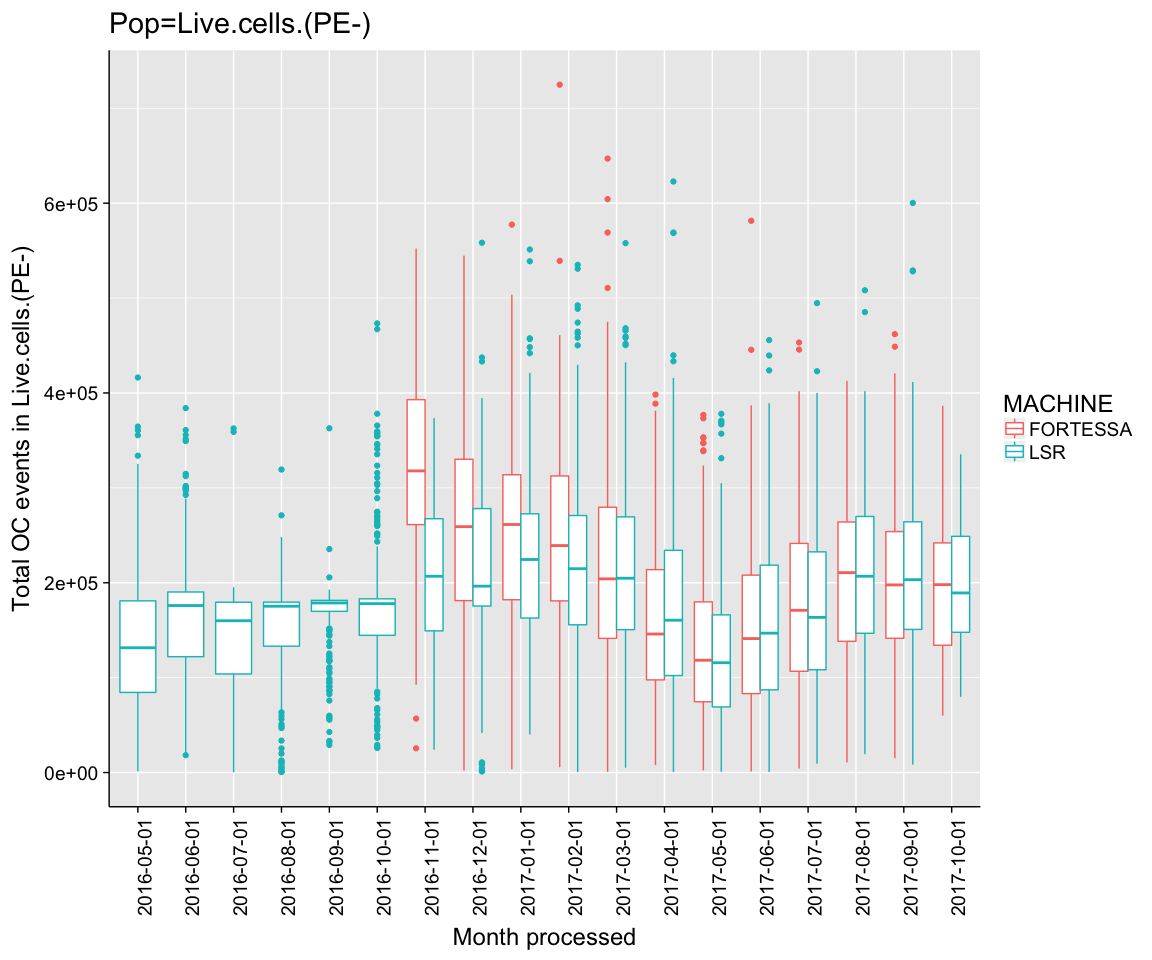 Pop=Live.cells.(PE-)
Total OC events in Live.cells.(PE-)
6e+05
4e+05
2e+05
0e+00
2016-05-01
2016-06-01
2016-07-01
2016-08-01
2016-09-01
2016-10-01
2016-11-01
2016-12-01
2017-01-01
2017-02-01
2017-03-01
2017-04-01
2017-05-01
2017-06-01
2017-07-01
2017-08-01
2017-09-01
2017-10-01
Month processed
MACHINE
FORTESSA
LSR